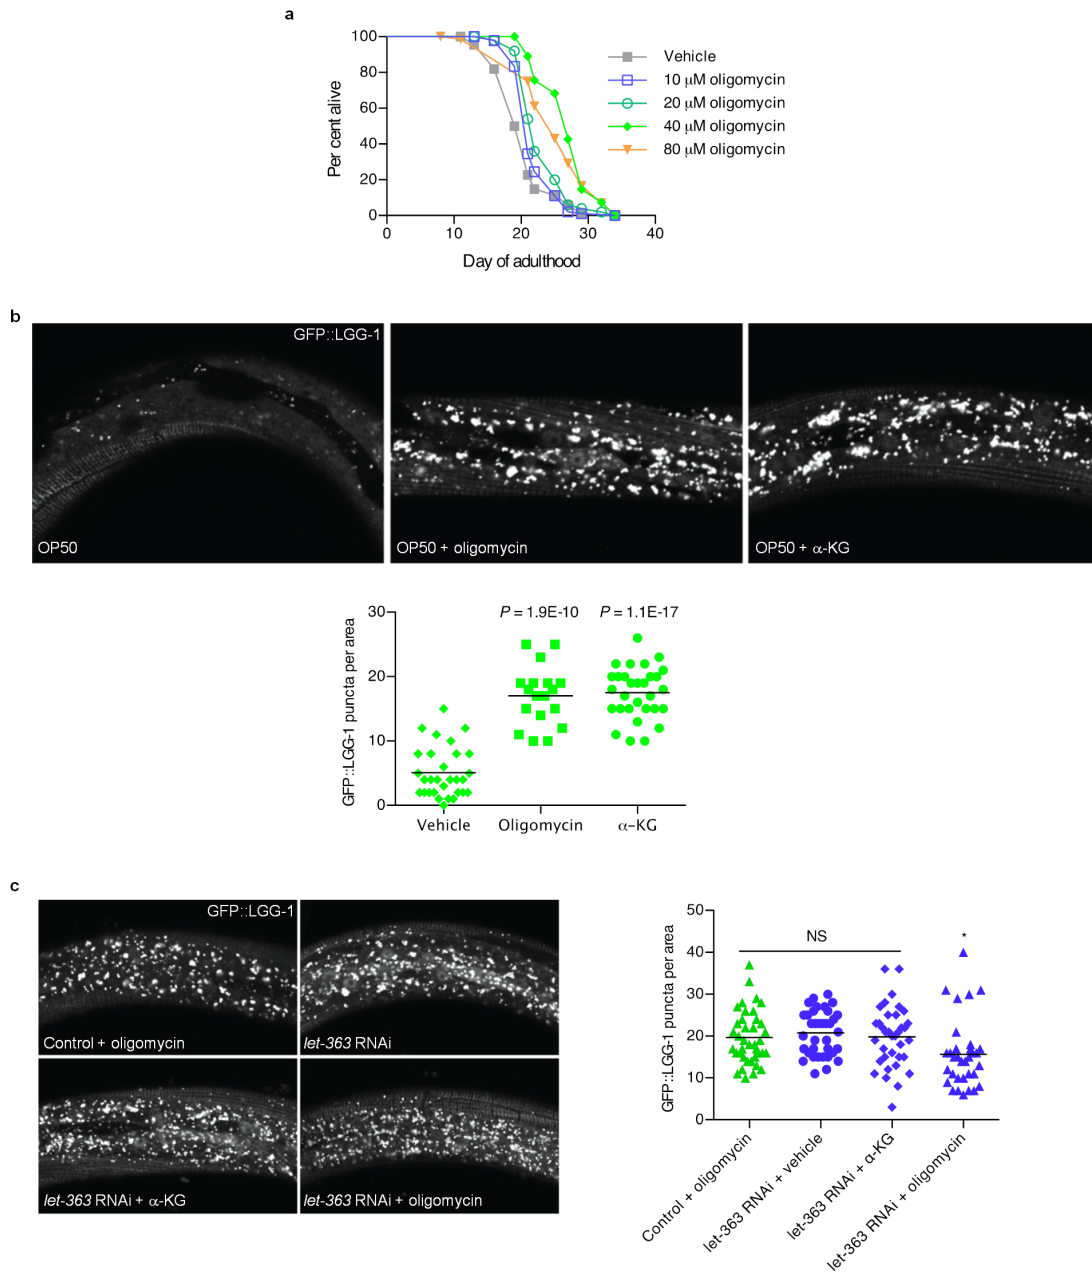 a
100
80
60
40
20
0
Per cent alive
0 10 20 30 40
Day of adulthood
Vehicle
10 µM oligomycin
20 µM oligomycin
40 µM oligomycin
80 µM oligomycin
b
GFP::LGG-1
OP50
OP50 + oligomycin
OP50 + α-KG
GFP::LGG-1 puncta per area
30
20
10
0
P = 1.9E-10
P = 1.1E-17
Vehicle
Oligomycin
α-KG
c
GFP::LGG-1
Control + oligomycin
let-363 RNAi
let-363 RNAi + α-KG
let-363 RNAi + oligomycin
GFP::LGG-1 puncta per area
50
40
30
20
10
0
NS
*
Control + oligomycin
let-363 RNAi + vehicle
let-363 RNAi + α-KG
let-363 RNAi + oligomycin